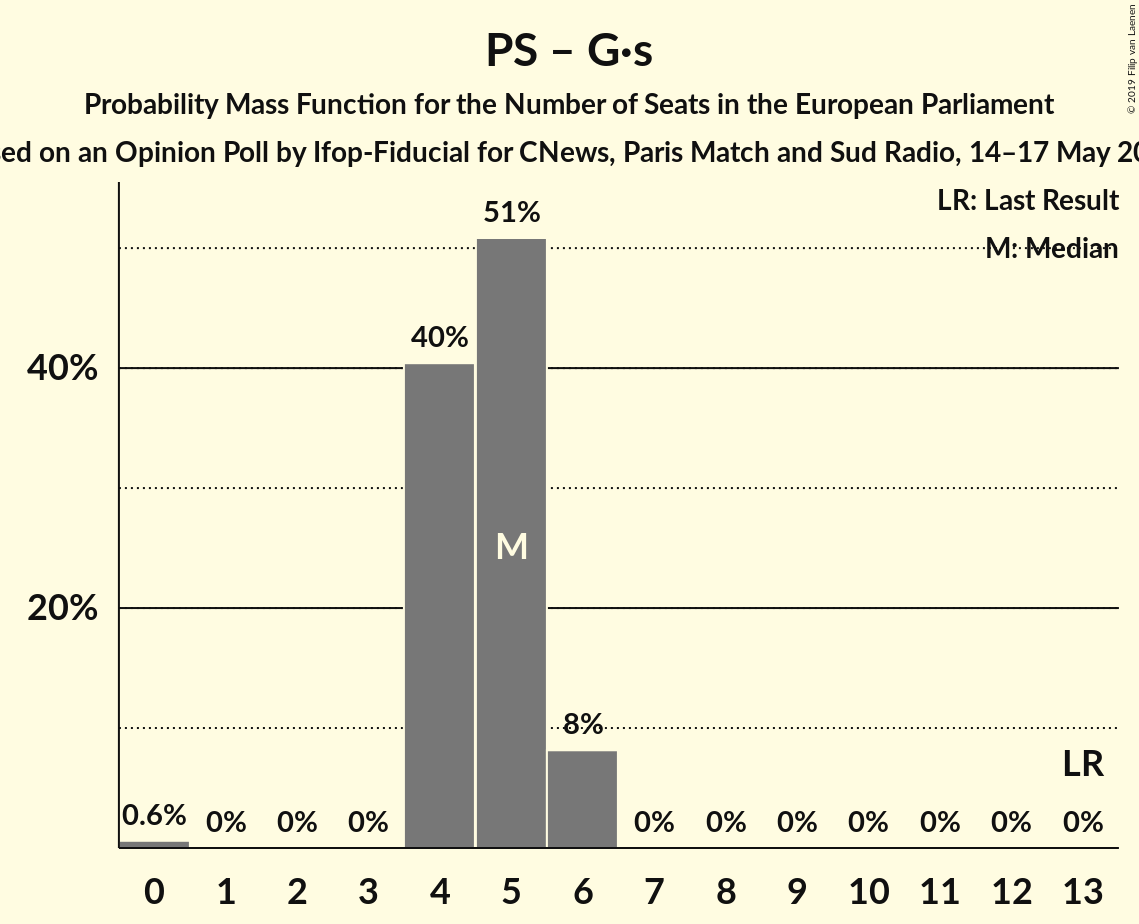 PS – G•s
Probability Mass Function for the Number of Seats in the European Parliament
on an Opinion Poll by Ifop-Fiducial for CNews, Paris Match and Sud Radio, 14–17 May
© 2019 Filip van Laenen
LR: Last Result
M: Median
51%
40%
40%
M
20%
8%
LR
0.6% 0% 0% 0% 0% 0% 0% 0% 0% 0% 0%
0 1 2 3 4 5 6 7 8 9 10 11 12 13